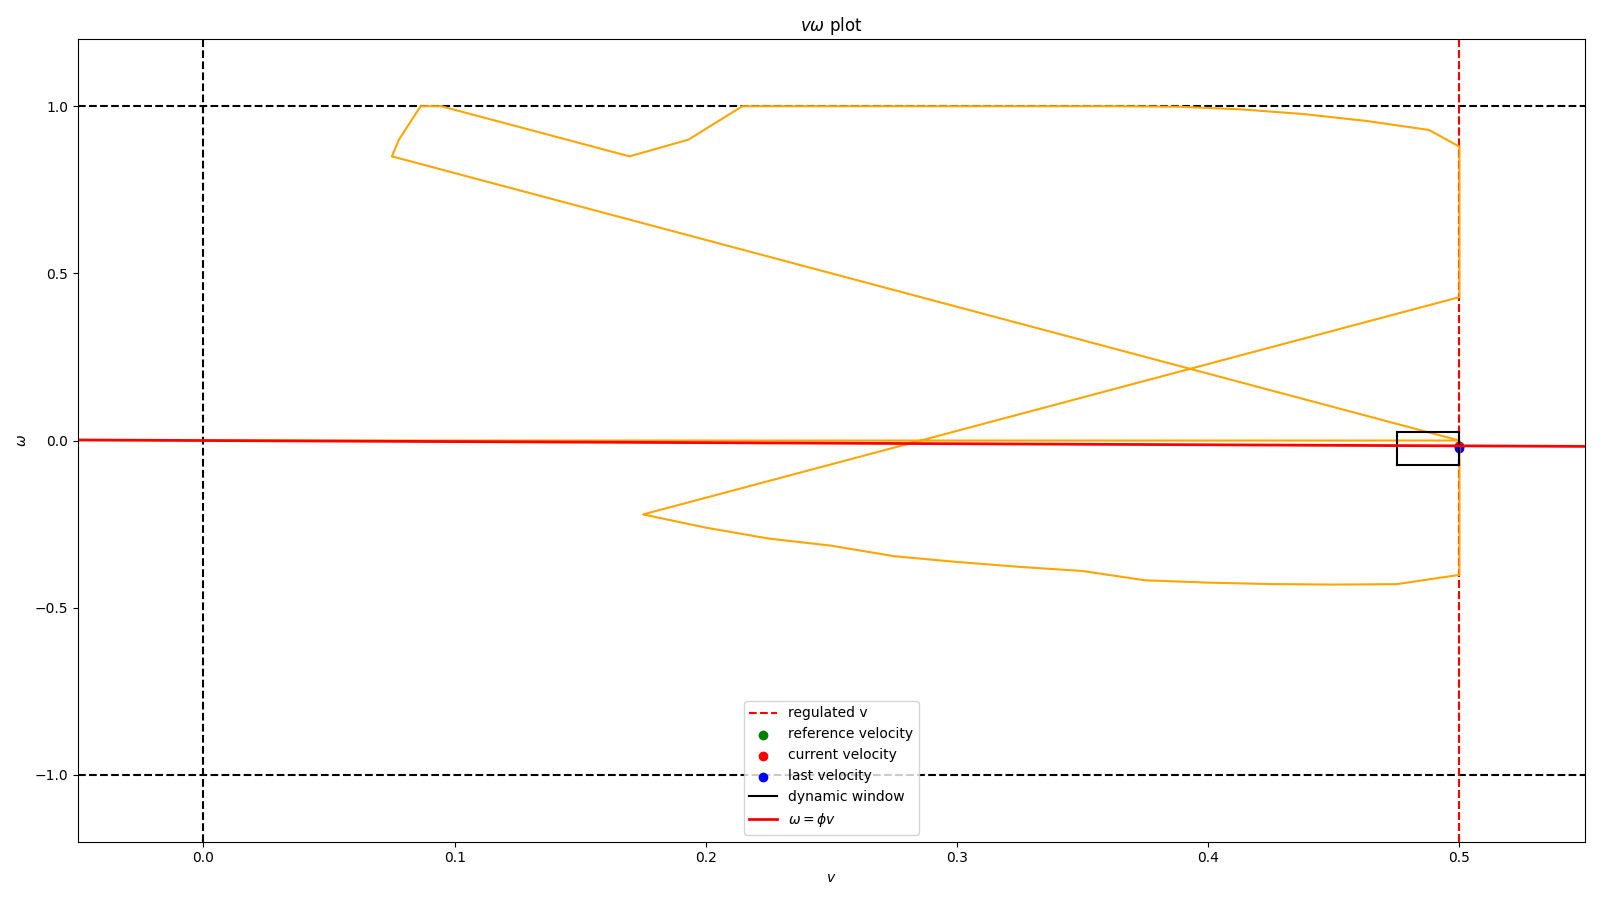 vω plot
1.0
0.5
0.0
−0.5
−1.0
ω
regulated v
reference velocity
current velocity
last velocity
dynamic window
ω = ϕv
0.0 0.1 0.2 0.3 0.4 0.5
v